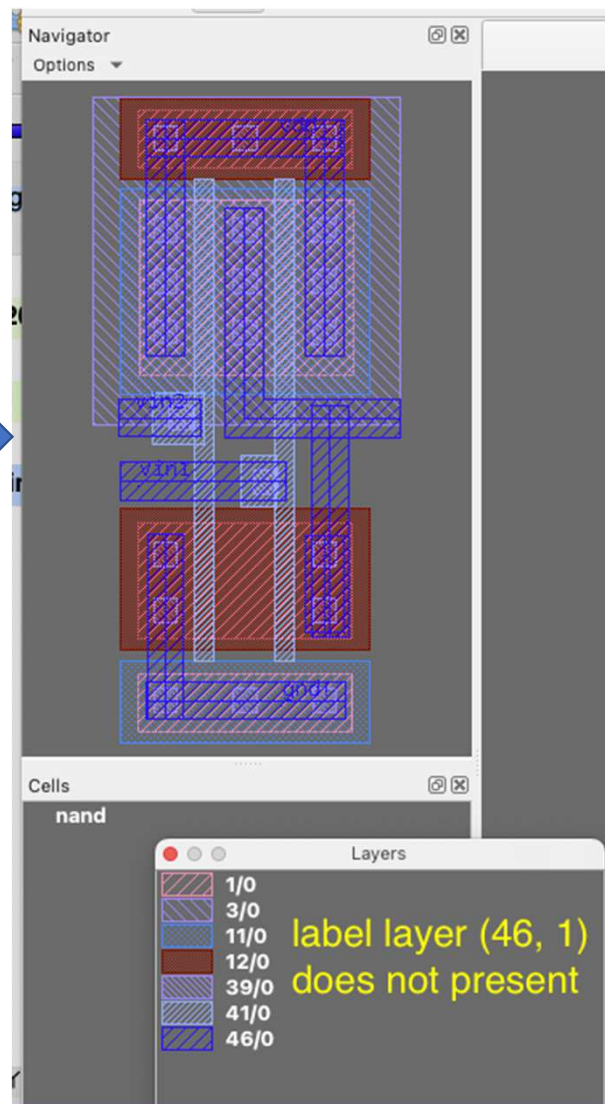 Navigator
Options
vin2
vin1
gnd!
Cells
nand
Layers
1/0
3/0
11/0
12/0
39/0
41/0
46/0
label layer (46, 1)
does not present